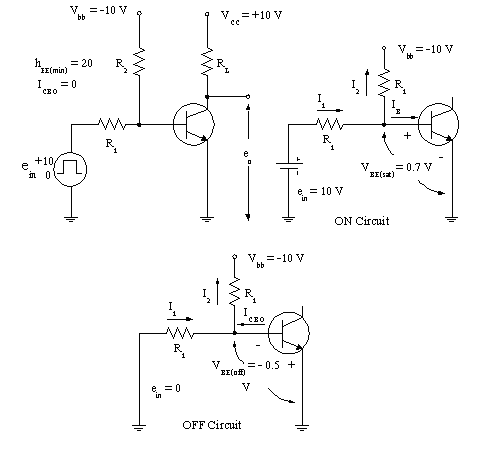 V_bb = -10 V
V_CC = +10 V
h_FE(min) = 20
I_CEO = 0
R_2
R_L
R_1
e_in
+10
0
e_o
V_bb = -10 V
I_2
R_1
I_1
I_B
R_1
+
-
V_BE(sat) = 0.7 V
+
-
e_in = 10 V
ON Circuit
V_bb = -10 V
I_2
R_1
I_1
I_CBO
R_1
-
V_BE(off) = - 0.5 +
V
e_in = 0
OFF Circuit